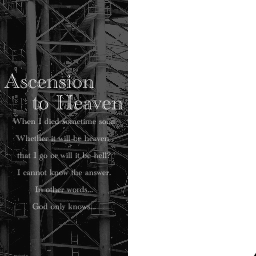 Ascension
to Heaven
When I died sometime soon
Whether it will be heaven
that I go or will it be hell?
I cannot know the answer.
In other words...
God only knows...